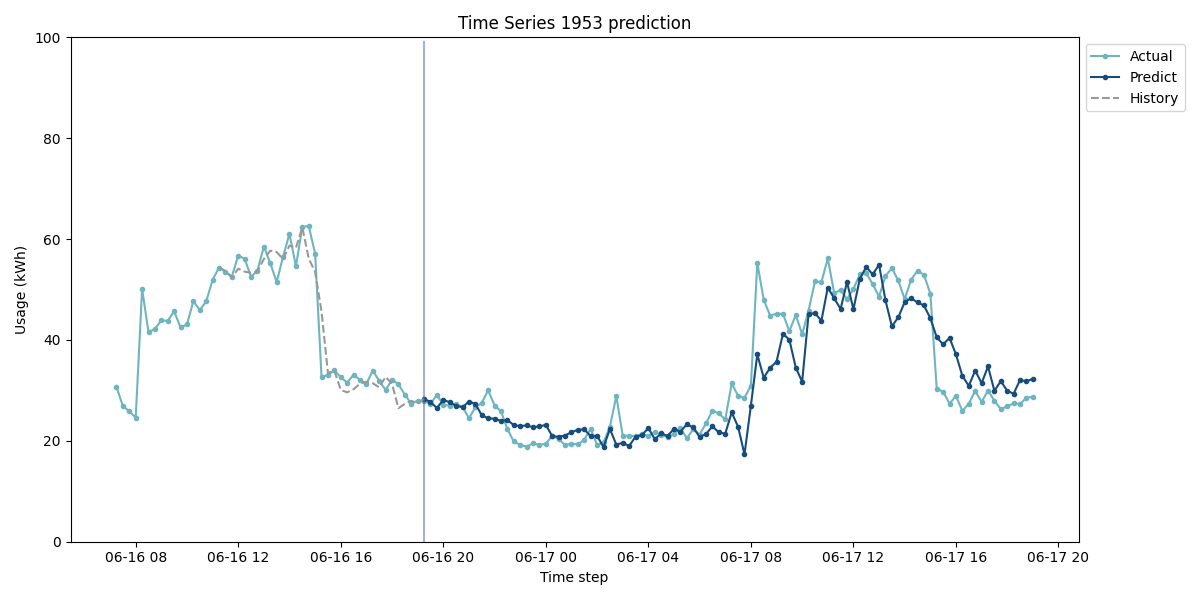 Time Series 1953 prediction
100
80
60
40
20
0
Usage (kWh)
06-16 08
06-16 12
06-16 16
06-16 20
06-17 00
06-17 04
06-17 08
06-17 12
06-17 16
06-17 20
Time step
Actual
Predict
History